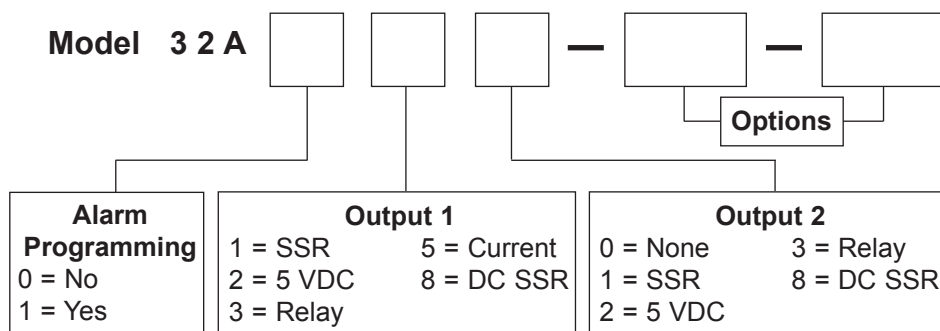 Model 3 2 A
Options
Alarm
Programming
0 = No
1 = Yes
Output 1
1 = SSR
2 = 5 VDC
3 = Relay
5 = Current
8 = DC SSR
Output 2
0 = None
1 = SSR
2 = 5 VDC
3 = Relay
8 = DC SSR